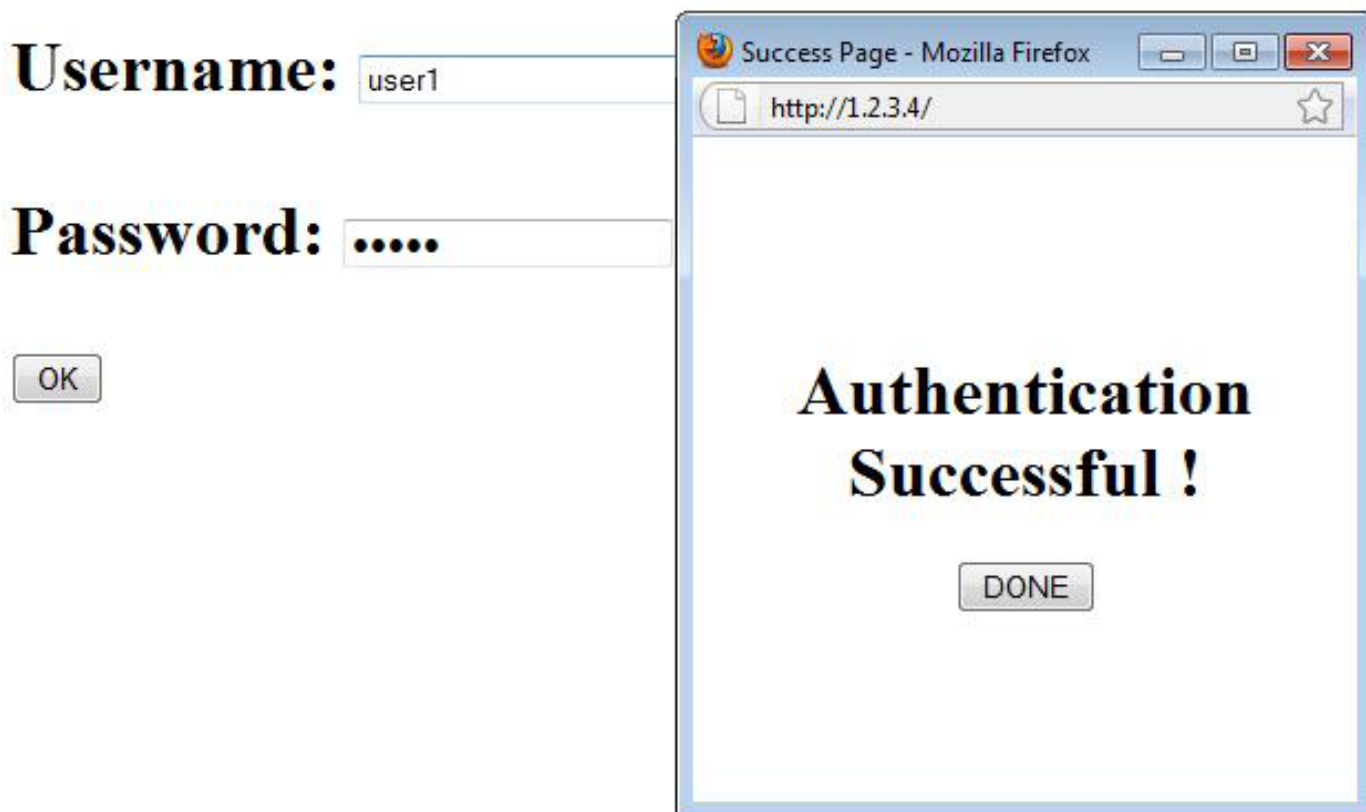 Username: user1
Password: •••••
OK
Success Page - Mozilla Firefox
http://1.2.3.4/
Authentication
Successful !
DONE